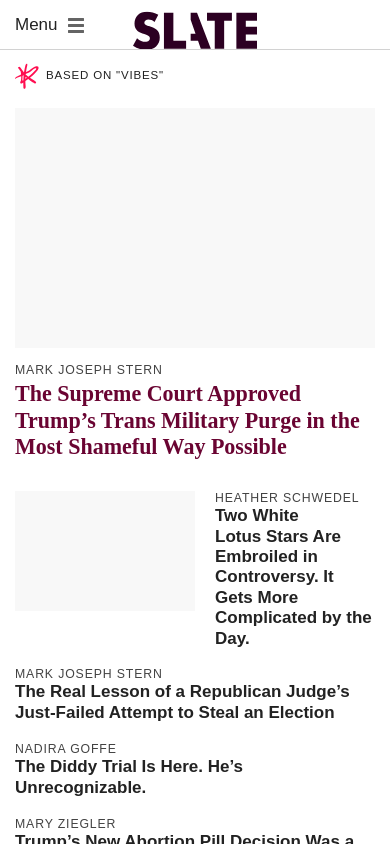 Menu
SLATE
BASED ON "VIBES"
MARK JOSEPH STERN
The Supreme Court Approved
Trump’s Trans Military Purge in the
Most Shameful Way Possible
HEATHER SCHWEDEL
Two White
Lotus Stars Are
Embroiled in
Controversy. It
Gets More
Complicated by the
Day.
MARK JOSEPH STERN
The Real Lesson of a Republican Judge’s
Just-Failed Attempt to Steal an Election
NADIRA GOFFE
The Diddy Trial Is Here. He’s
Unrecognizable.
MARY ZIEGLER
Trump’s New Abortion Pill Decision Was a